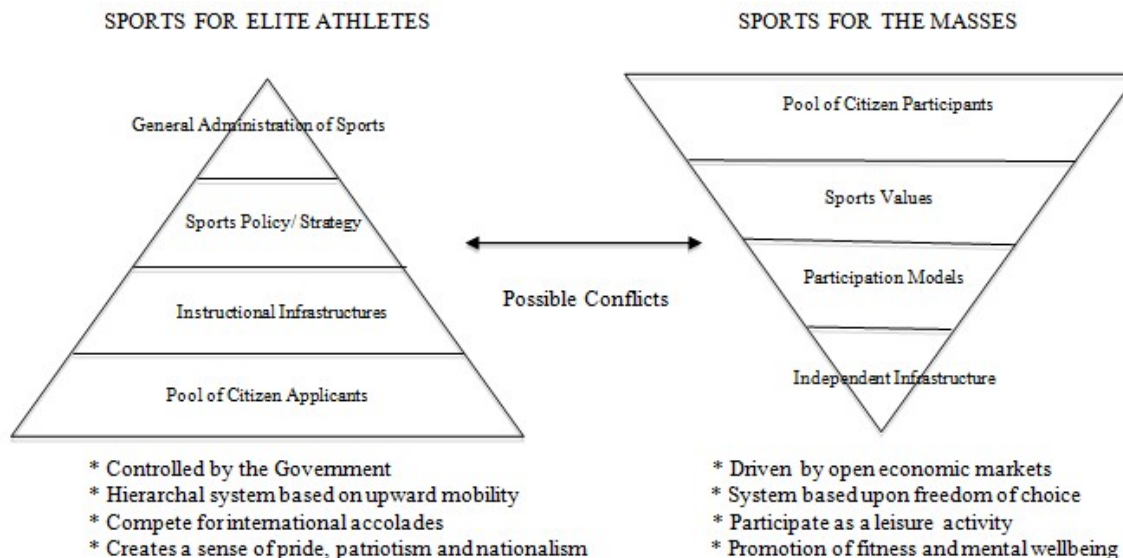 SPORTS FOR ELITE ATHLETES
General Administration of Sports
Sports Policy/ Strategy
Instructional Infrastructures
Pool of Citizen Applicants
* Controlled by the Government
* Hierarchal system based on upward mobility
* Compete for international accolades
* Creates a sense of pride, patriotism and nationalism
Possible Conflicts
SPORTS FOR THE MASSES
Pool of Citizen Participants
Sports Values
Participation Models
Independent Infrastructure
* Driven by open economic markets
* System based upon freedom of choice
* Participate as a leisure activity
* Promotion of fitness and mental wellbeing